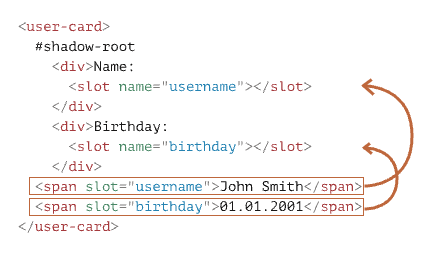 <user-card>
  #shadow-root
    <div>Name:
      <slot name="username"></slot>
    </div>
    <div>Birthday:
      <slot name="birthday"></slot>
    </div>
  <span slot="username">John Smith</span>
  <span slot="birthday">01.01.2001</span>
</user-card>